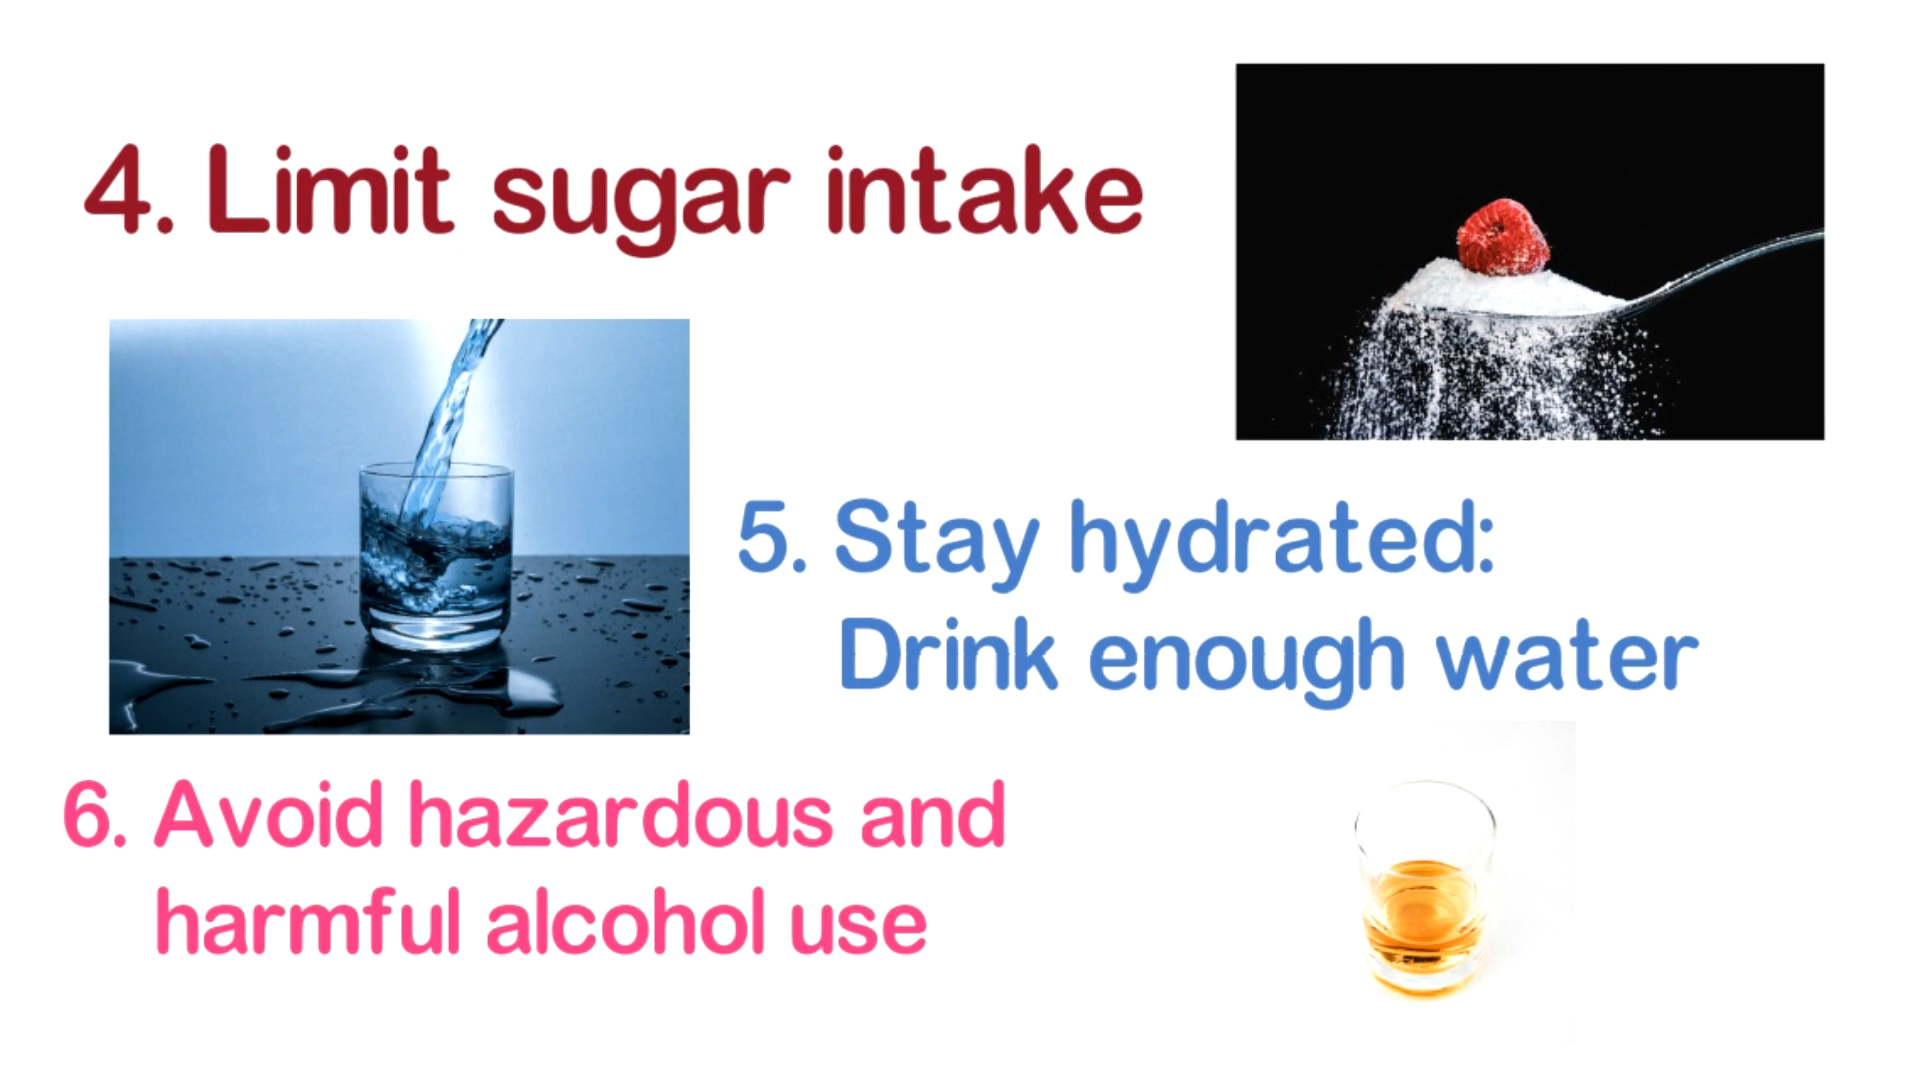 4. Limit sugar intake
5. Stay hydrated:
Drink enough water
6. Avoid hazardous and
harmful alcohol use